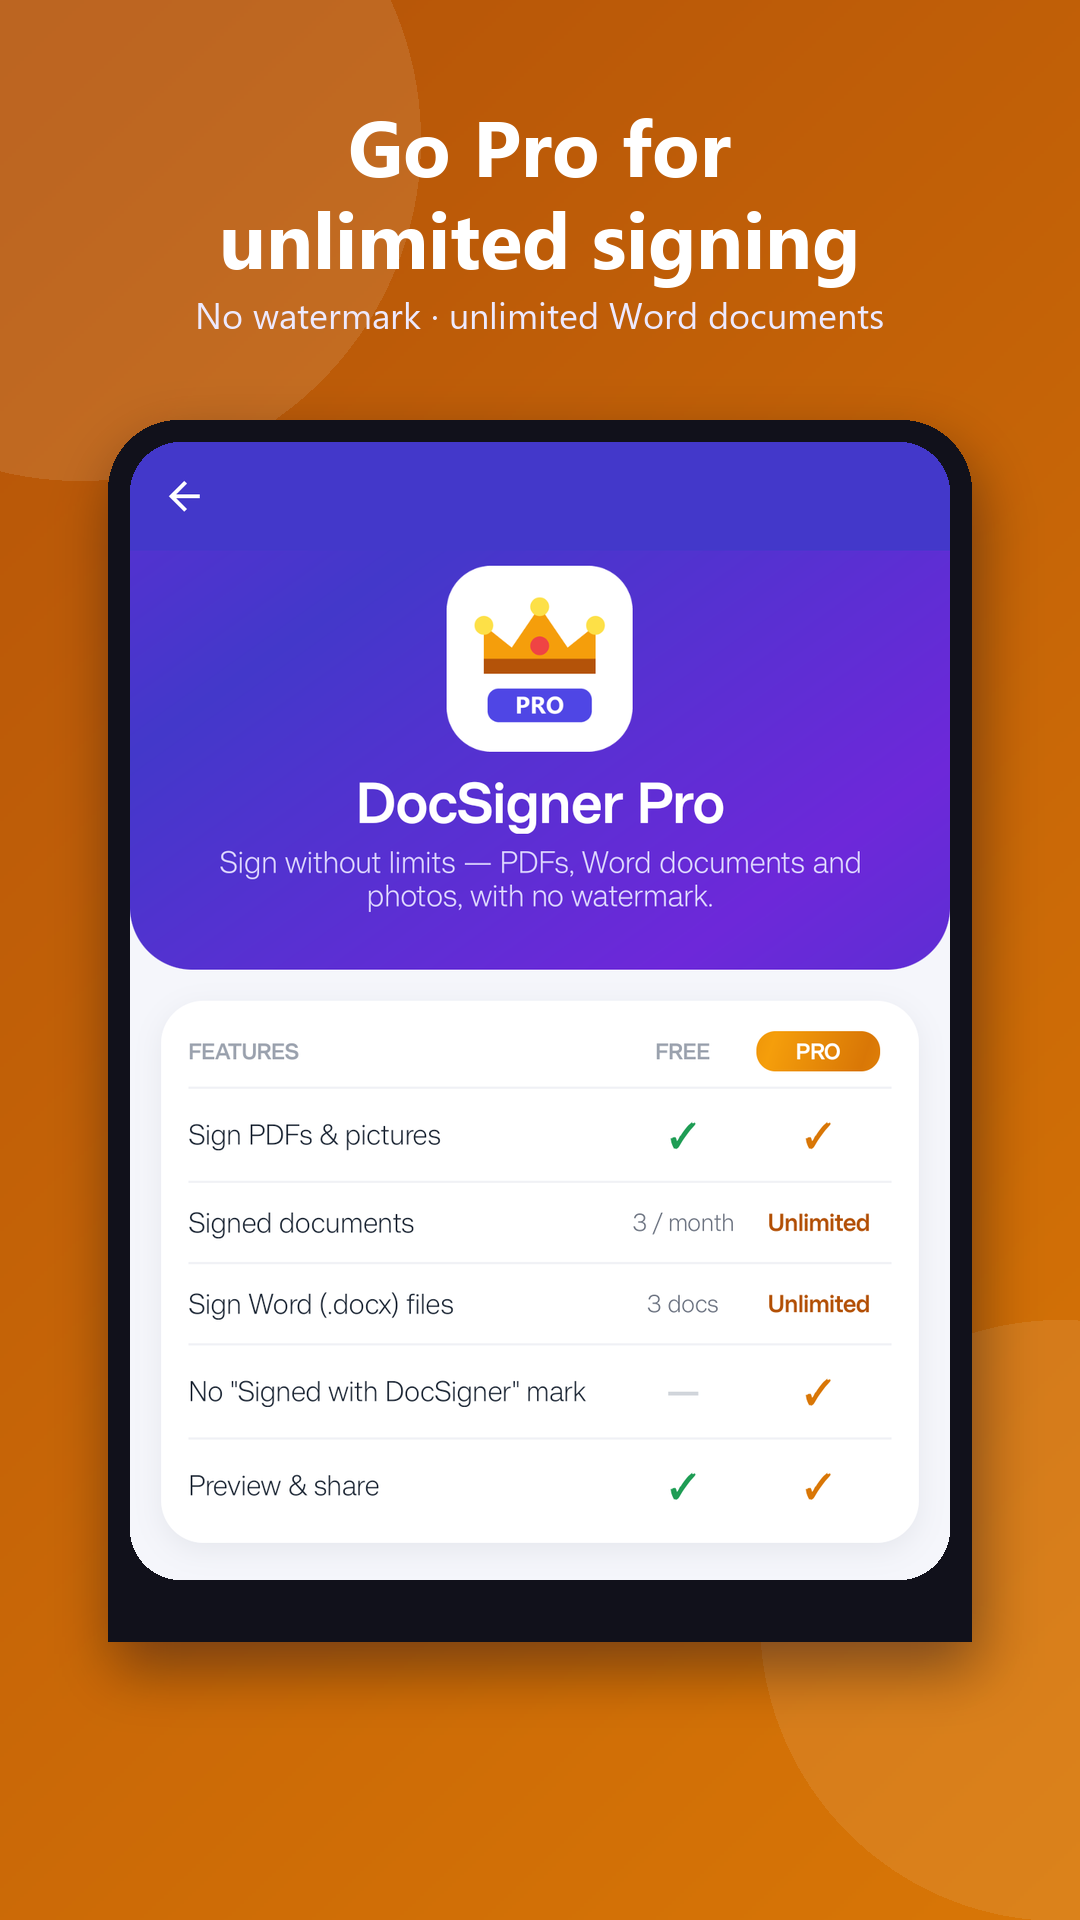 Go Pro for
unlimited signing
No watermark · unlimited Word documents
PRO
DocSigner Pro
Sign without limits — PDFs, Word documents and
photos, with no watermark.
FEATURES FREE PRO
Sign PDFs & pictures ✓ ✓
Signed documents 3 / month Unlimited
Sign Word (.docx) files 3 docs Unlimited
No "Signed with DocSigner" mark — ✓
Preview & share ✓ ✓